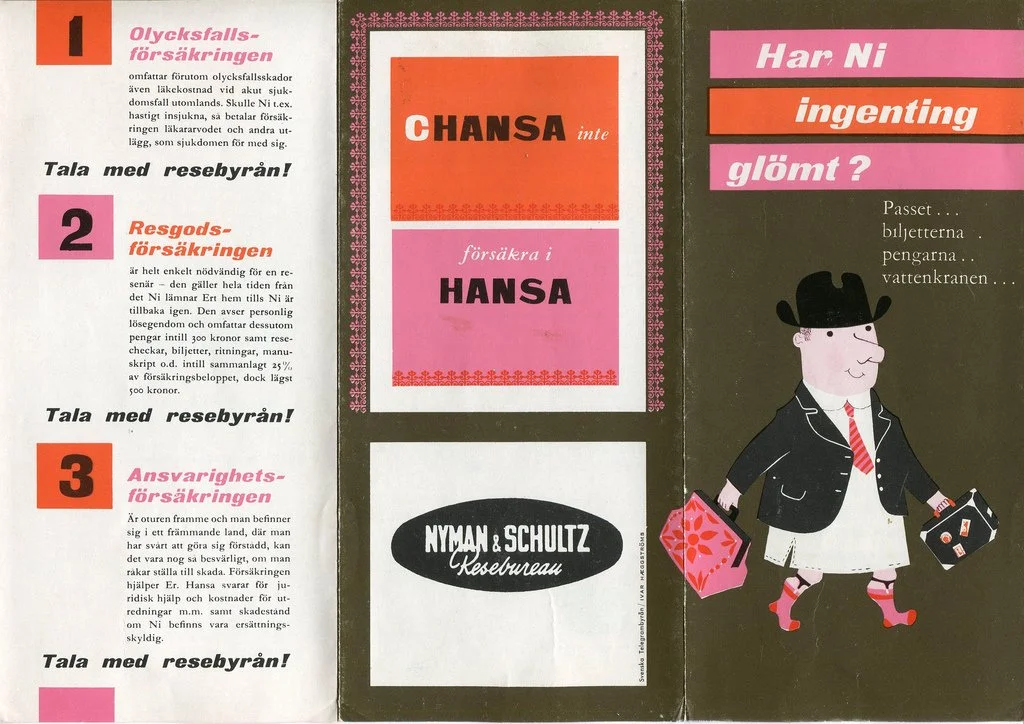 1
Olycksfalls-
försäkringen
omfattar förutom olycksfallsskador
även läkekostnad vid akut sjuk-
domsfall utomlands. Skulle Ni t.ex.
hastigt insjukna, så betalar försäk-
ringen läkararvodet och andra ut-
lägg, som sjukdomen för med sig.
Tala med resebyrån!
2
Resgods-
försäkringen
är helt enkelt nödvändig för en re-
senär – den gäller hela tiden från
det Ni lämnar Ert hem tills Ni är
tillbaka igen. Den avser personlig
lösegendom och omfattar dessutom
pengar intill 300 kronor samt rese-
checkar, biljetter, ritningar, manu-
skript o.d. intill sammanlagt 25 %
av försäkringsbeloppet, dock lägst
500 kronor.
Tala med resebyrån!
3
Ansvarighets-
försäkringen
Är oturen framme och man befinner
sig i ett främmande land, där man
har svårt att göra sig förstådd, kan
det vara nog så besvärligt, om man
råkar ställa till skada. Försäkringen
hjälper Er. Hansa svarar för ju-
ridisk hjälp och kostnader för ut-
redningar m.m. samt skadestånd
om Ni befinns vara ersättnings-
skyldig.
Tala med resebyrån!
CHANSA inte
försäkra i
HANSA
NYMAN & SCHULTZ
Resebureau
Svenska Telegrambyrån / IVAR HÆGGSTRÖMS
Har Ni
ingenting
glömt?
Passet . . .
biljetterna .
pengarna . .
vattenkranen . . .